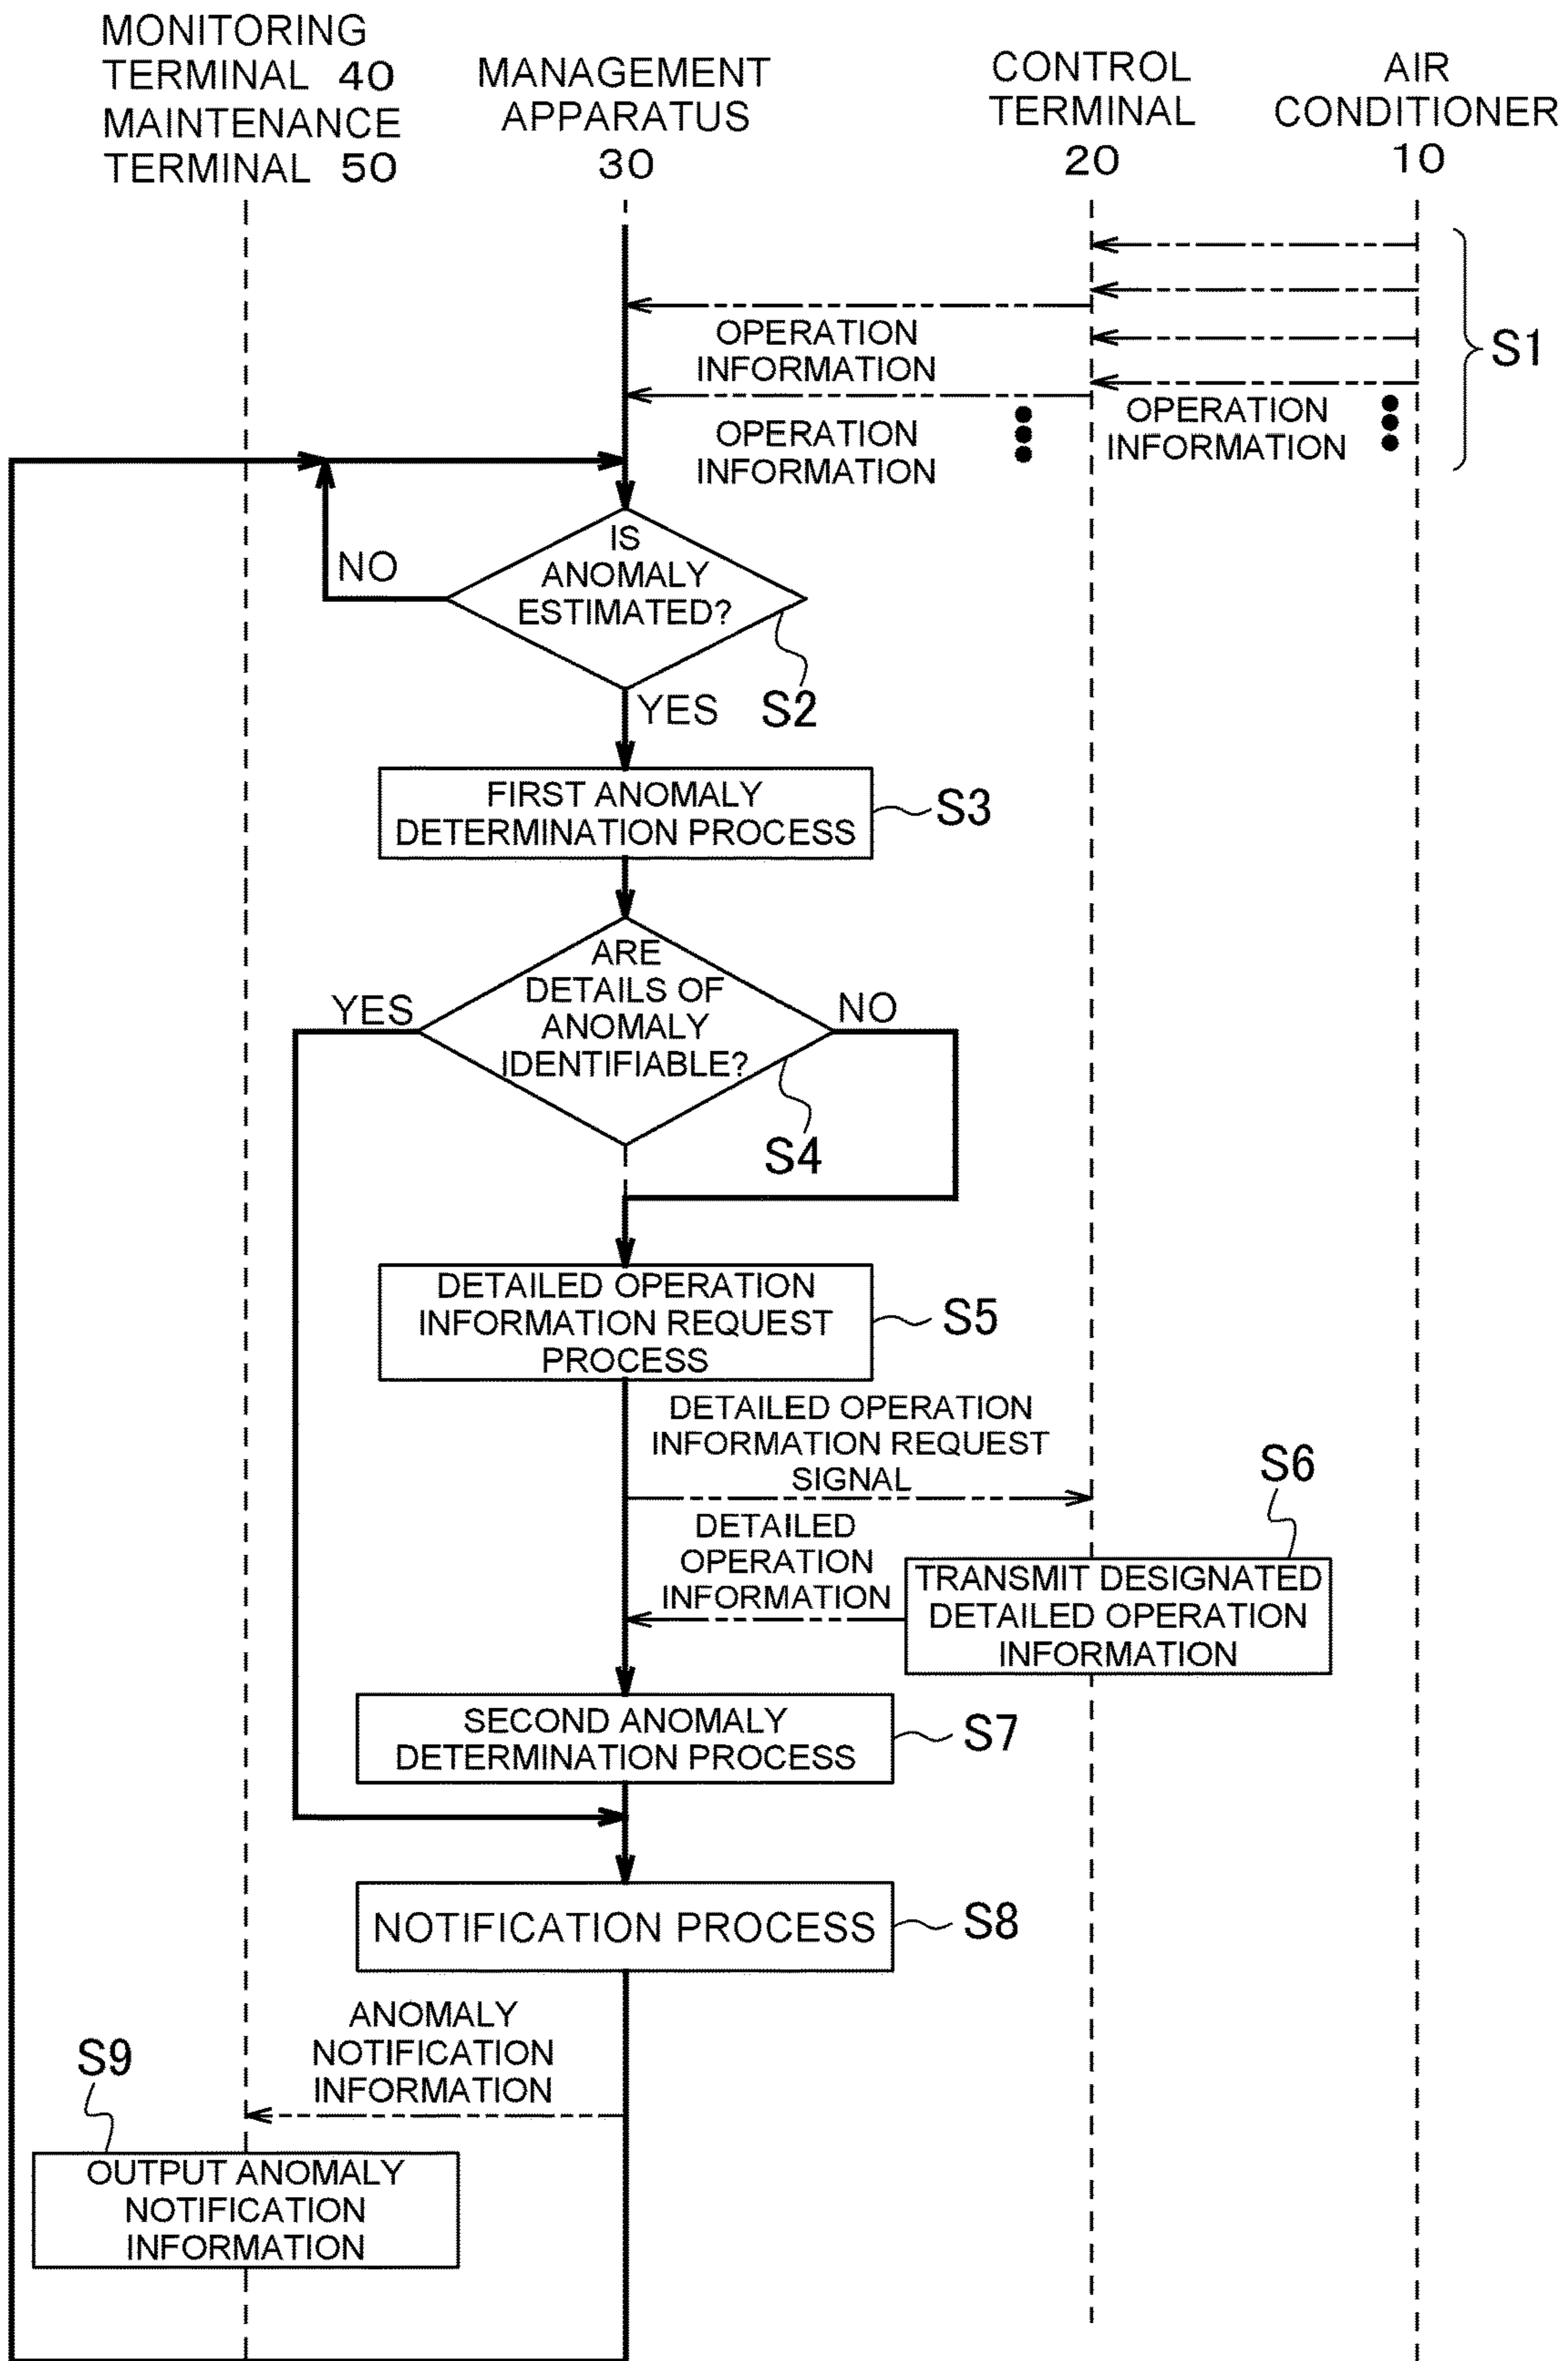 MONITORING
TERMINAL 40
MAINTENANCE
TERMINAL 50
MANAGEMENT
APPARATUS
30
CONTROL
TERMINAL
20
AIR
CONDITIONER
10
OPERATION
INFORMATION
OPERATION
INFORMATION
OPERATION
INFORMATION
S1
IS
ANOMALY
ESTIMATED?
NO
YES
S2
FIRST ANOMALY
DETERMINATION PROCESS
S3
ARE
DETAILS OF
ANOMALY
IDENTIFIABLE?
YES
NO
S4
DETAILED OPERATION
INFORMATION REQUEST
PROCESS
S5
DETAILED OPERATION
INFORMATION REQUEST
SIGNAL
S6
DETAILED
OPERATION
INFORMATION
TRANSMIT DESIGNATED
DETAILED OPERATION
INFORMATION
SECOND ANOMALY
DETERMINATION PROCESS
S7
NOTIFICATION PROCESS
S8
ANOMALY
NOTIFICATION
INFORMATION
S9
OUTPUT ANOMALY
NOTIFICATION
INFORMATION